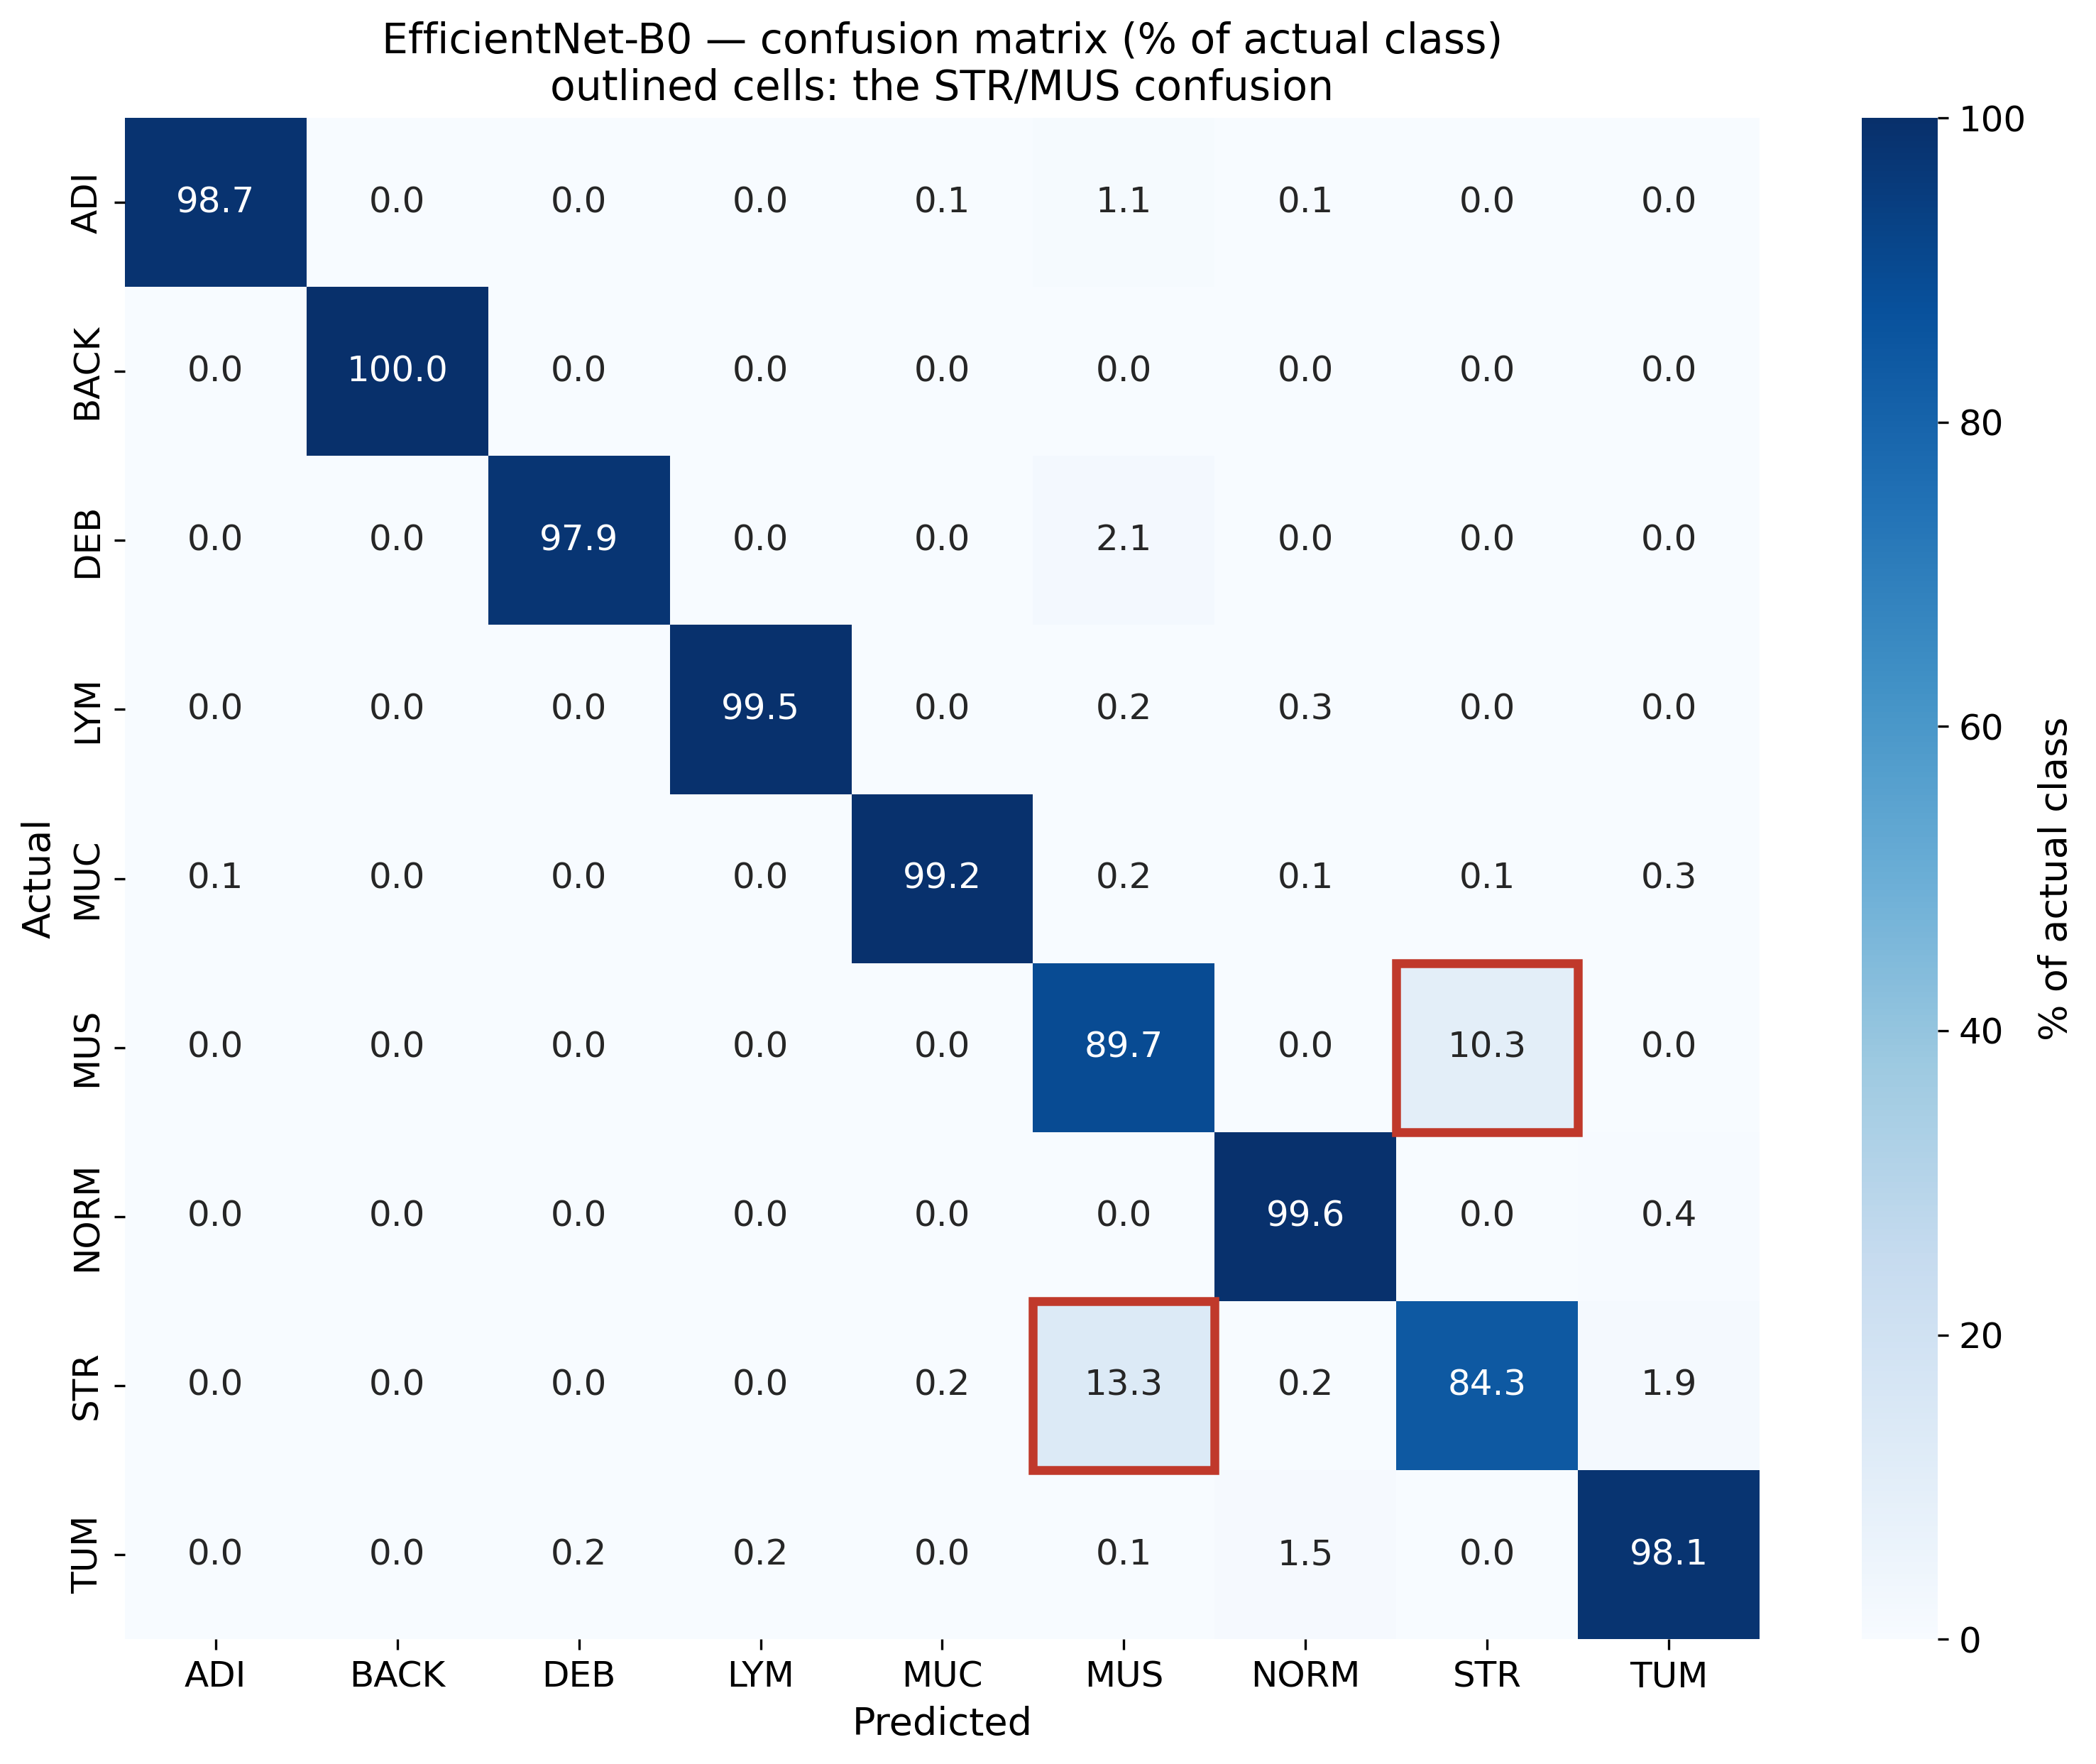 EfficientNet-B0 — confusion matrix (% of actual class)
outlined cells: the STR/MUS confusion
Actual
ADI 98.7 0.0 0.0 0.0 0.1 1.1 0.1 0.0 0.0
BACK 0.0 100.0 0.0 0.0 0.0 0.0 0.0 0.0 0.0
DEB 0.0 0.0 97.9 0.0 0.0 2.1 0.0 0.0 0.0
LYM 0.0 0.0 0.0 99.5 0.0 0.2 0.3 0.0 0.0
MUC 0.1 0.0 0.0 0.0 99.2 0.2 0.1 0.1 0.3
MUS 0.0 0.0 0.0 0.0 0.0 89.7 0.0 10.3 0.0
NORM 0.0 0.0 0.0 0.0 0.0 0.0 99.6 0.0 0.4
STR 0.0 0.0 0.0 0.0 0.2 13.3 0.2 84.3 1.9
TUM 0.0 0.0 0.2 0.2 0.0 0.1 1.5 0.0 98.1
ADI BACK DEB LYM MUC MUS NORM STR TUM
Predicted
100
80
60
40
20
0
% of actual class